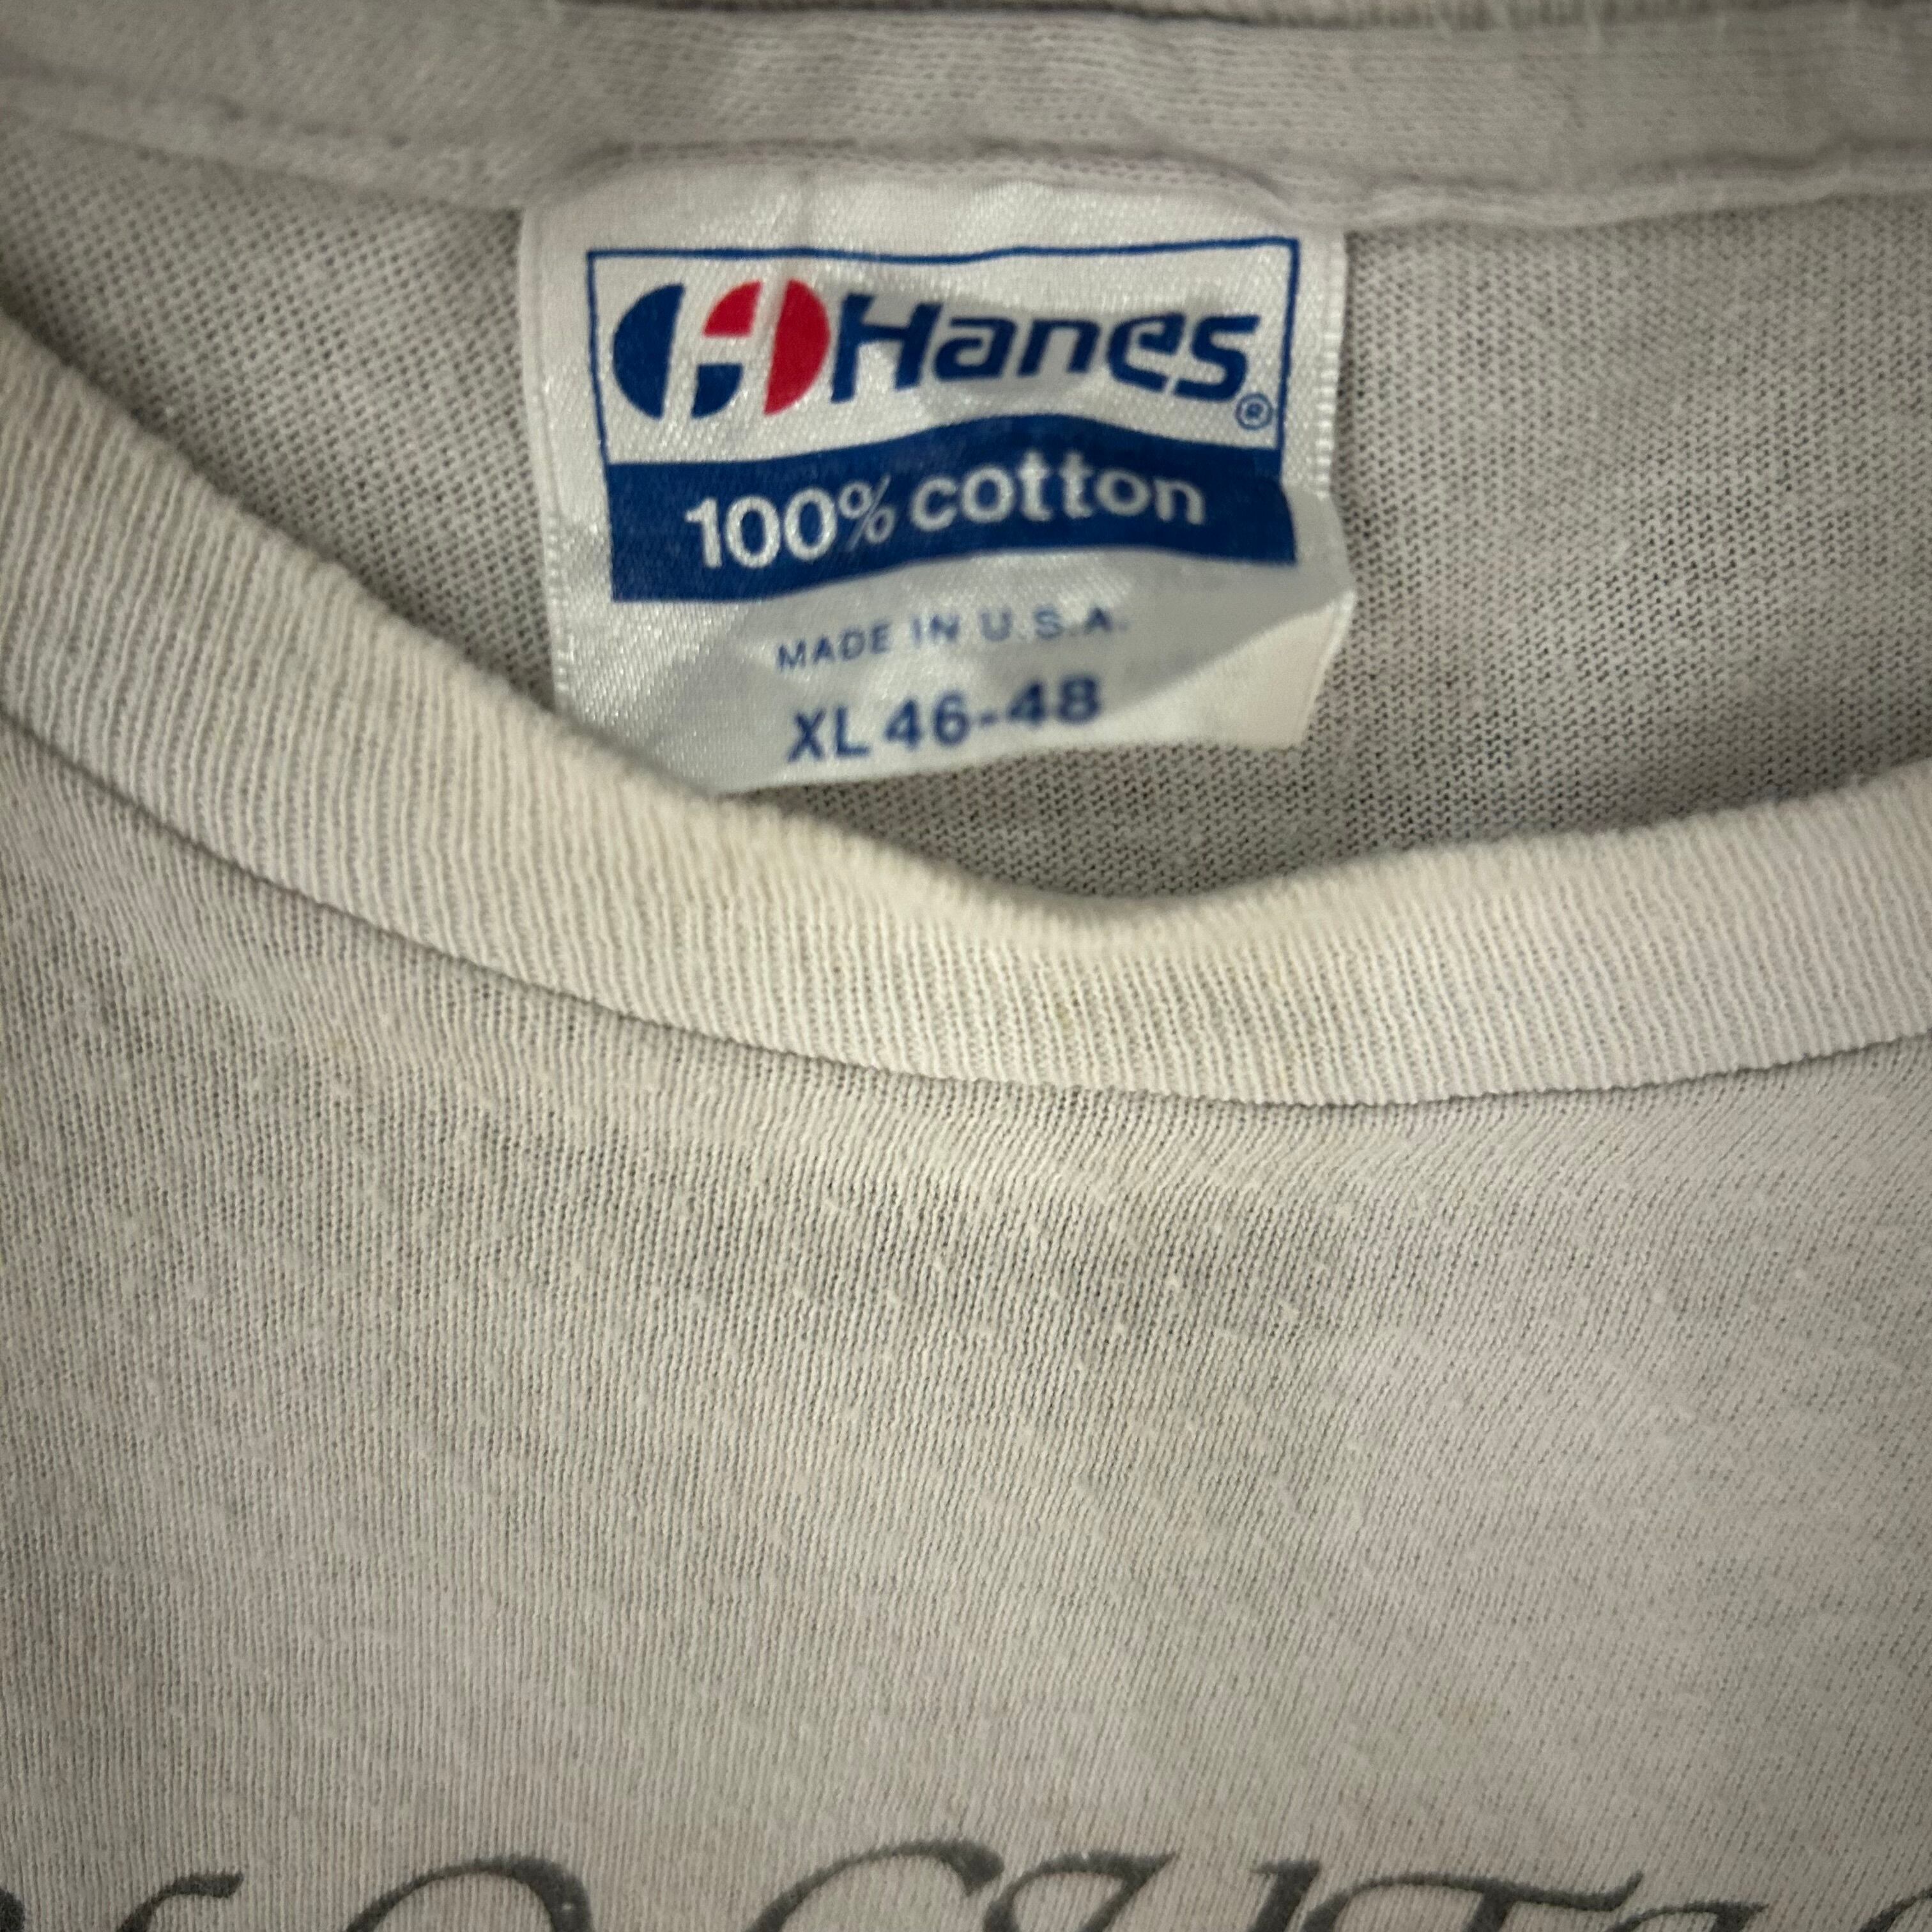 Hanes®
100% cotton
MADE IN U.S.A.
XL 46-48